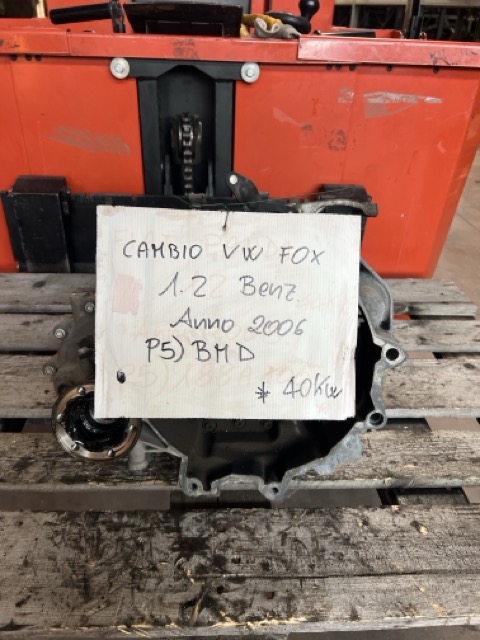 CAMBIO VW FOX
1.2 Benz.
Anno 2006
P5) BMD
* 40Kw